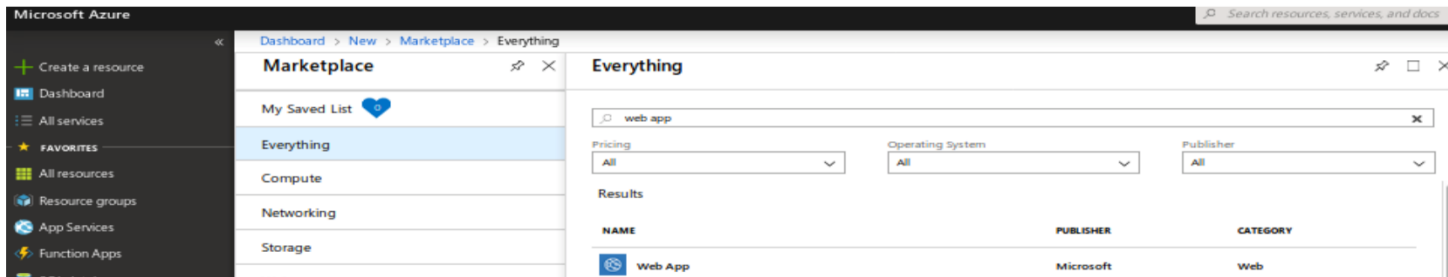 Microsoft Azure
Search resources, services, and docs
«
Create a resource
Dashboard
All services
FAVORITES
All resources
Resource groups
App Services
Function Apps
Dashboard > New > Marketplace > Everything
Marketplace
My Saved List 0
Everything
Compute
Networking
Storage
Everything
web app
Pricing Operating System Publisher
All All All
Results
NAME PUBLISHER CATEGORY
Web App Microsoft Web